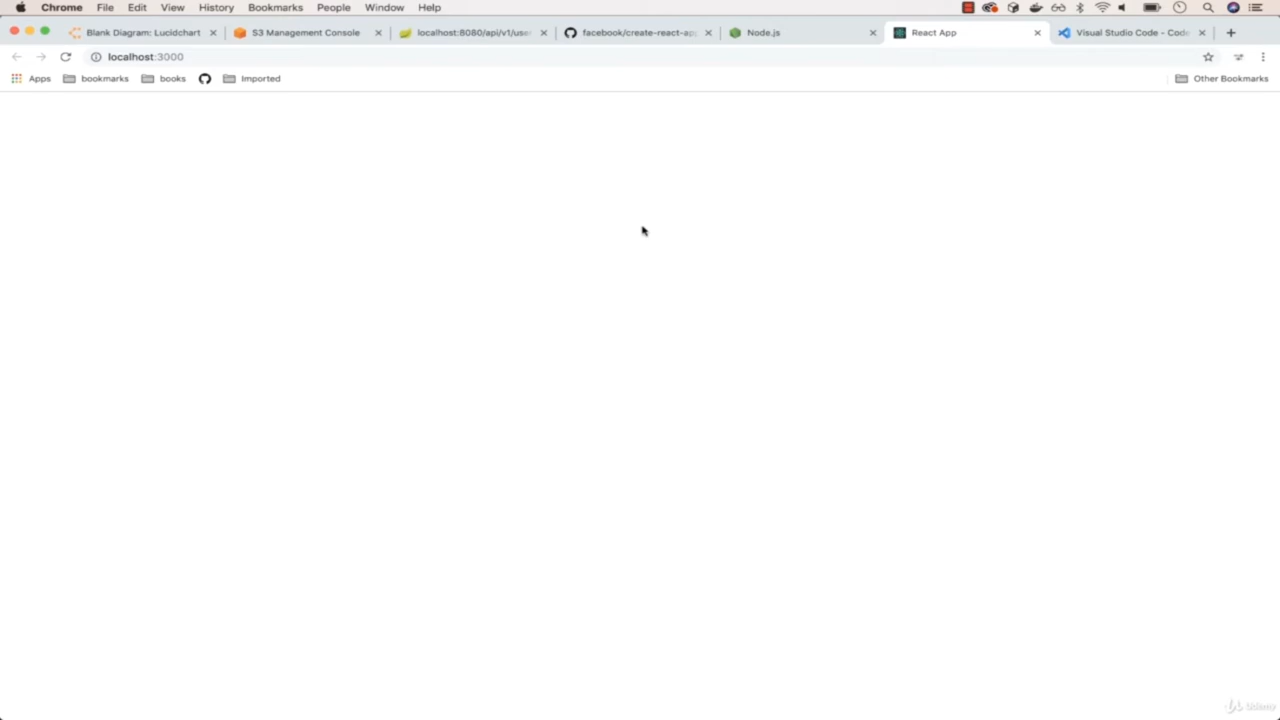 Chrome File Edit View History Bookmarks People Window Help
Blank Diagram: Lucidchart S3 Management Console localhost:8080/api/v1/use facebook/create-react-app Node.js React App Visual Studio Code - Code
localhost:3000
Apps bookmarks books Imported Other Bookmarks
Udemy